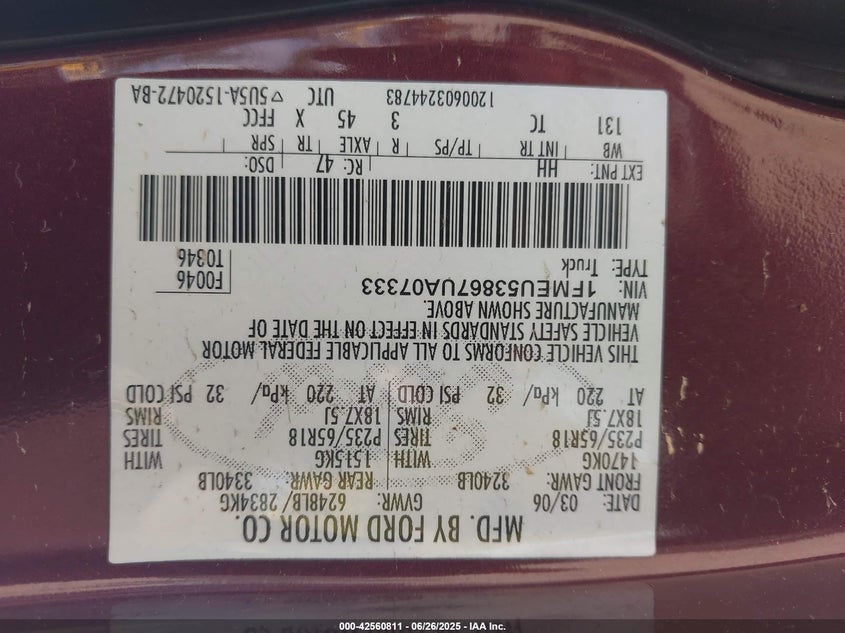 MFD. BY FORD MOTOR CO.
DATE: 03/06 GVWR: 6248LB/ 2834KG
FRONT GAWR: 3240LB REAR GAWR: 3340LB
1470KG WITH 1515KG WITH
P235/65R18 TIRES P235/65R18 TIRES
18X7.5J RIMS 18X7.5J RIMS
AT 220 kPa/ 32 PSI COLD AT 220 kPa/ 32 PSI COLD
THIS VEHICLE CONFORMS TO ALL APPLICABLE FEDERAL MOTOR
VEHICLE SAFETY STANDARDS IN EFFECT ON THE DATE OF
MANUFACTURE SHOWN ABOVE.
VIN: 1FMEU53867UA07333 F0046
TYPE: Truck T0346
EXT PNT: HH RC: 47 DSO:
WB INT TR TP/PS R AXLE TR SPR
131 TC 3 45 X FFCC
120060324783 UTC ▽ 5U5A-1520472-BA
000-42560811 - 06/26/2025 - IAA Inc.